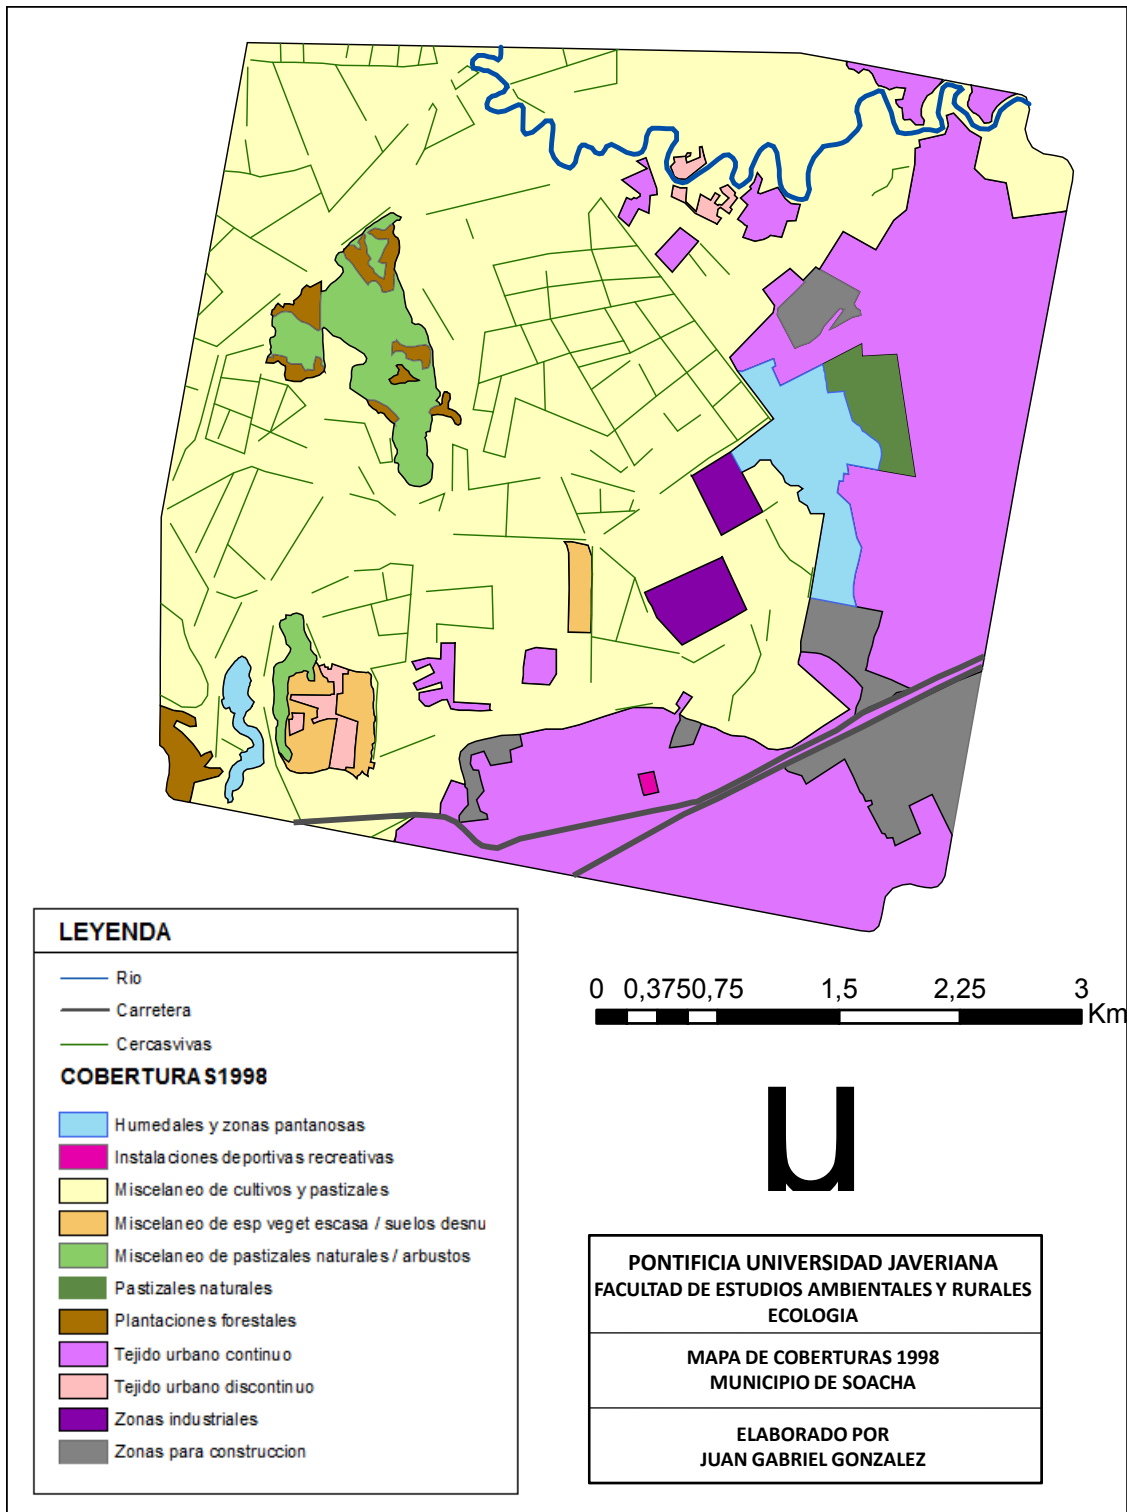 LEYENDA
Rio
Carretera
Cercasvivas
COBERTURAS1998
Humedales y zonas pantanosas
Instalaciones deportivas recreativas
Miscelaneo de cultivos y pastizales
Miscelaneo de esp veget escasa / suelos desnu
Miscelaneo de pastizales naturales / arbustos
Pastizales naturales
Plantaciones forestales
Tejido urbano continuo
Tejido urbano discontinuo
Zonas industriales
Zonas para construccion
0 0,3750,75 1,5 2,25 3
Km
u
PONTIFICIA UNIVERSIDAD JAVERIANA
FACULTAD DE ESTUDIOS AMBIENTALES Y RURALES
ECOLOGIA
MAPA DE COBERTURAS 1998
MUNICIPIO DE SOACHA
ELABORADO POR
JUAN GABRIEL GONZALEZ